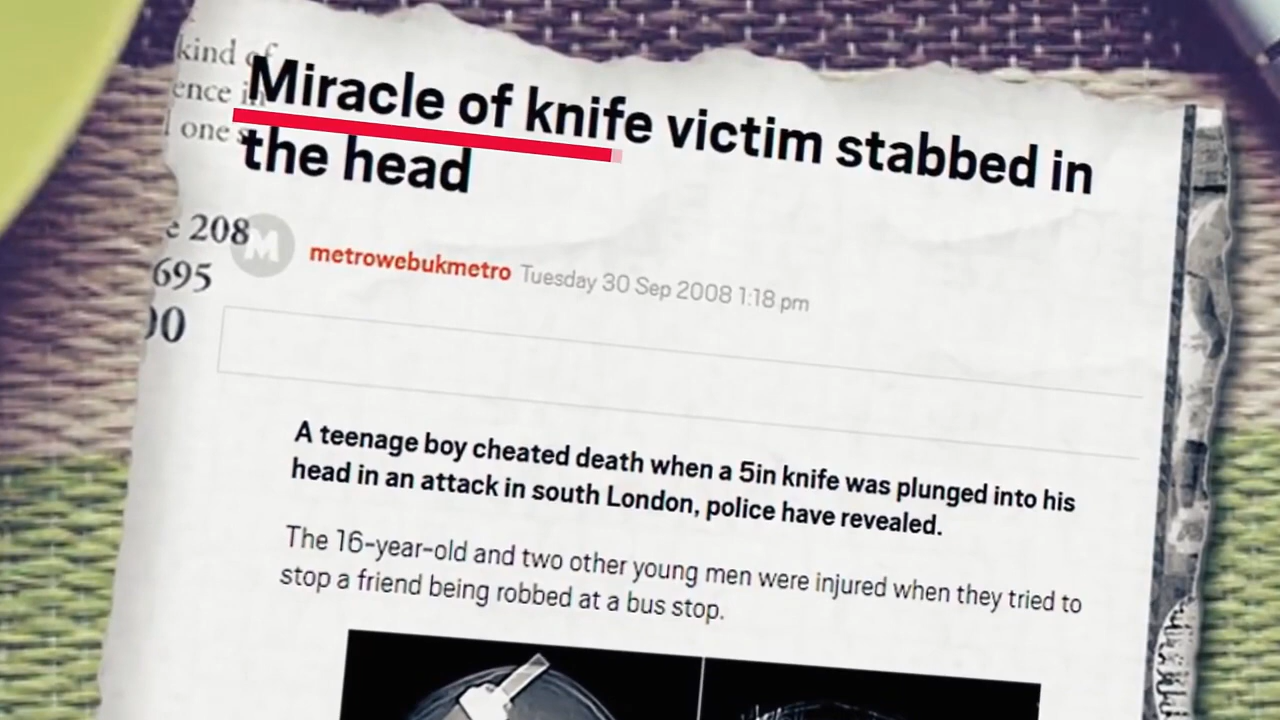 kind of
ence in
one
Miracle of knife victim stabbed in
the head
e 208
695
00
M
metrowebukmetro Tuesday 30 Sep 2008 1:18 pm
A teenage boy cheated death when a 5in knife was plunged into his
head in an attack in south London, police have revealed.
The 16-year-old and two other young men were injured when they tried to
stop a friend being robbed at a bus stop.